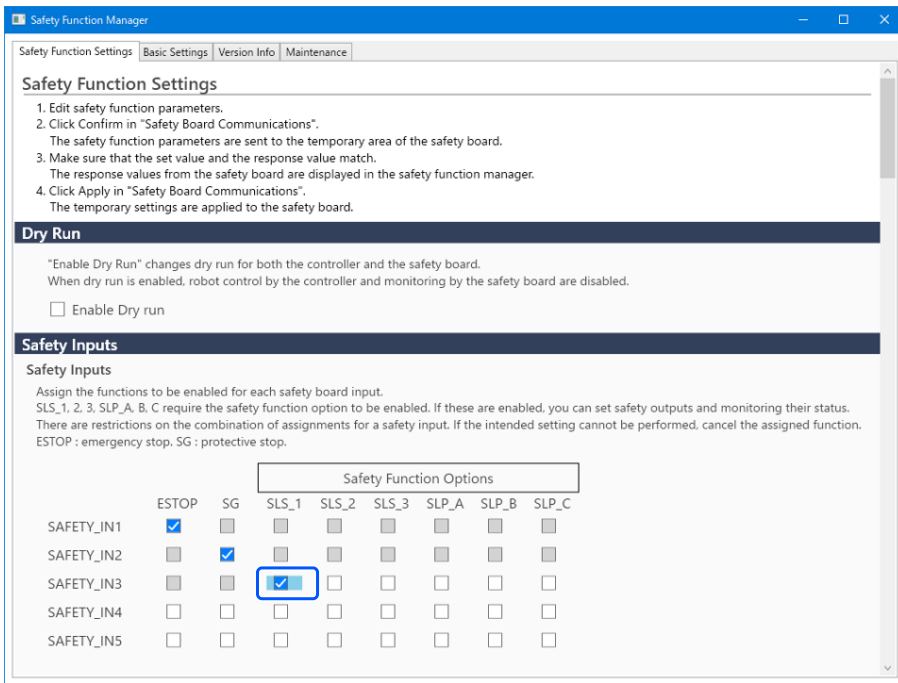 Safety Function Manager
Safety Function Settings Basic Settings Version Info Maintenance
Safety Function Settings
1. Edit safety function parameters.
2. Click Confirm in "Safety Board Communications".
The safety function parameters are sent to the temporary area of the safety board.
3. Make sure that the set value and the response value match.
The response values from the safety board are displayed in the safety function manager.
4. Click Apply in "Safety Board Communications".
The temporary settings are applied to the safety board.
Dry Run
"Enable Dry Run" changes dry run for both the controller and the safety board.
When dry run is enabled, robot control by the controller and monitoring by the safety board are disabled.
Enable Dry run
Safety Inputs
Safety Inputs
Assign the functions to be enabled for each safety board input.
SLS_1, 2, 3, SLP_A, B, C require the safety function option to be enabled. If these are enabled, you can set safety outputs and monitoring their status.
There are restrictions on the combination of assignments for a safety input. If the intended setting cannot be performed, cancel the assigned function.
ESTOP : emergency stop, SG : protective stop.
Safety Function Options
ESTOP SG SLS_1 SLS_2 SLS_3 SLP_A SLP_B SLP_C
SAFETY_IN1
SAFETY_IN2
SAFETY_IN3
SAFETY_IN4
SAFETY_IN5